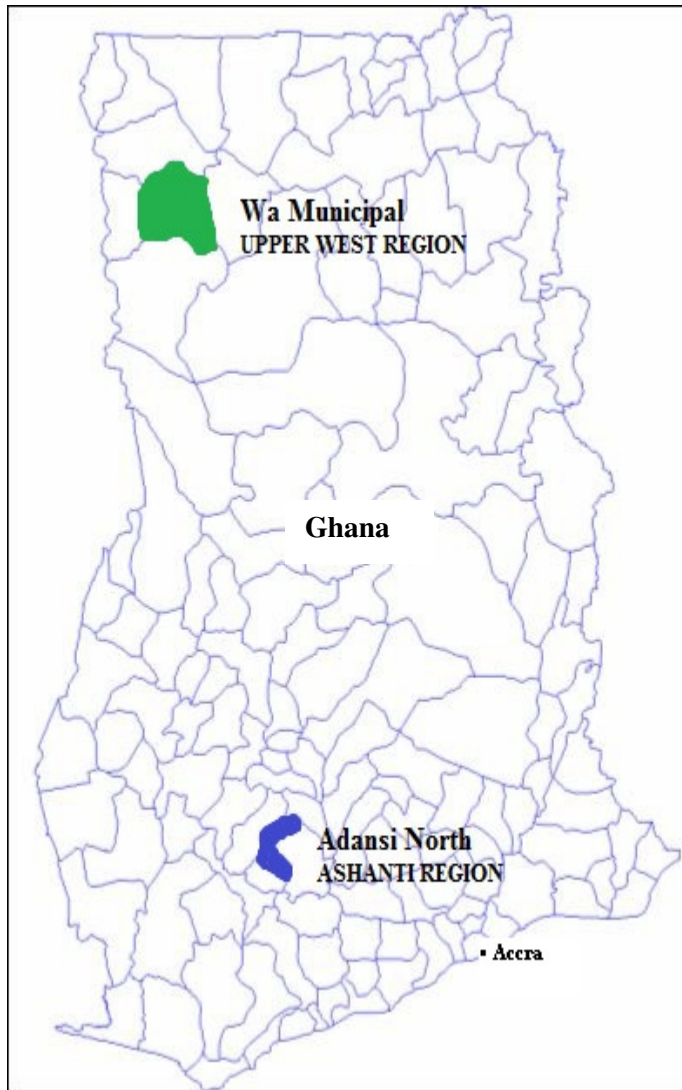 Wa Municipal
UPPER WEST REGION
Ghana
Adansi North
ASHANTI REGION
Accra